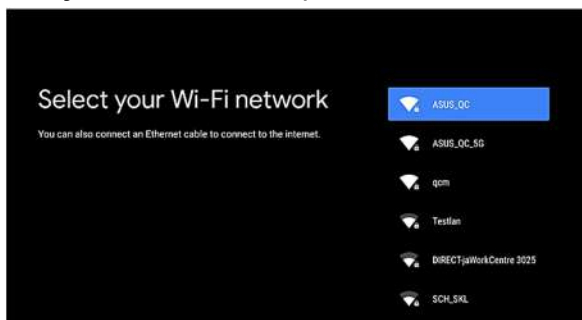 Select your Wi-Fi network
You can also connect an Ethernet cable to connect to the internet.
ASUS_QC
ASUS_QC_5G
qcm
Testlan
DIRECT-jaWorkCentre 3025
SCH_SKL